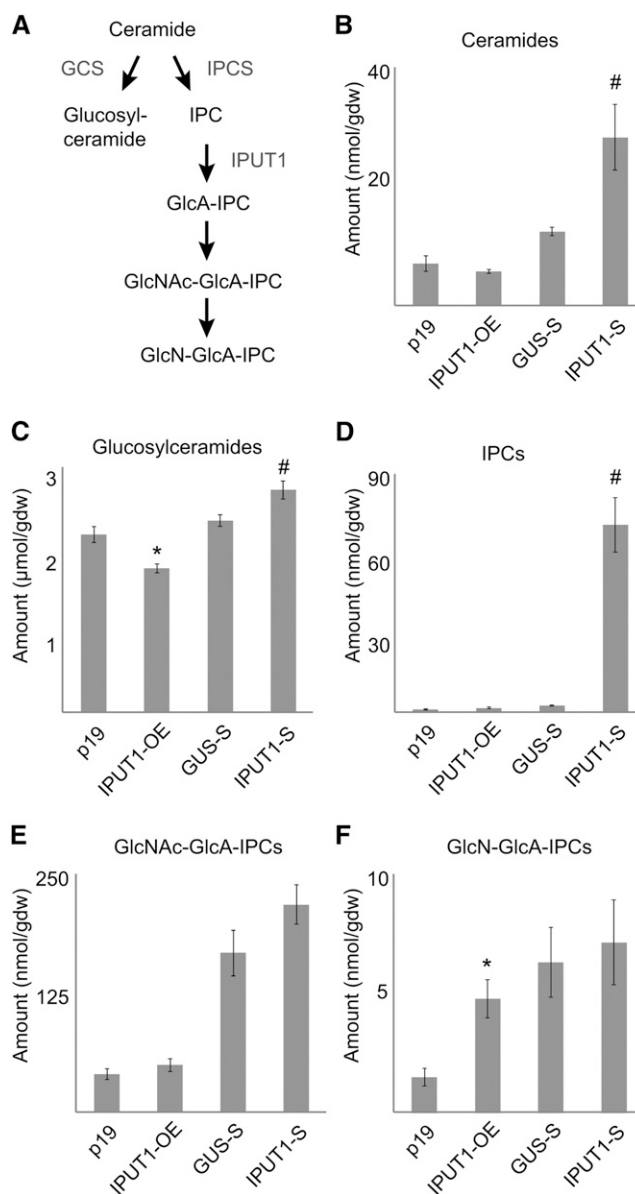 A
Ceramide
GCS
IPCS
Glucosyl-
ceramide
IPC
IPUT1
GlcA-IPC
GlcNAc-GlcA-IPC
GlcN-GlcA-IPC
B
Ceramides
Amount (nmol/gdw)
40
20
#
p19
IPUT1-OE
GUS-S
IPUT1-S
C
Glucosylceramides
Amount (µmol/gdw)
3
2
1
*
#
p19
IPUT1-OE
GUS-S
IPUT1-S
D
IPCs
Amount (nmol/gdw)
90
60
30
#
p19
IPUT1-OE
GUS-S
IPUT1-S
E
GlcNAc-GlcA-IPCs
Amount (nmol/gdw)
250
125
p19
IPUT1-OE
GUS-S
IPUT1-S
F
GlcN-GlcA-IPCs
Amount (nmol/gdw)
10
5
*
p19
IPUT1-OE
GUS-S
IPUT1-S